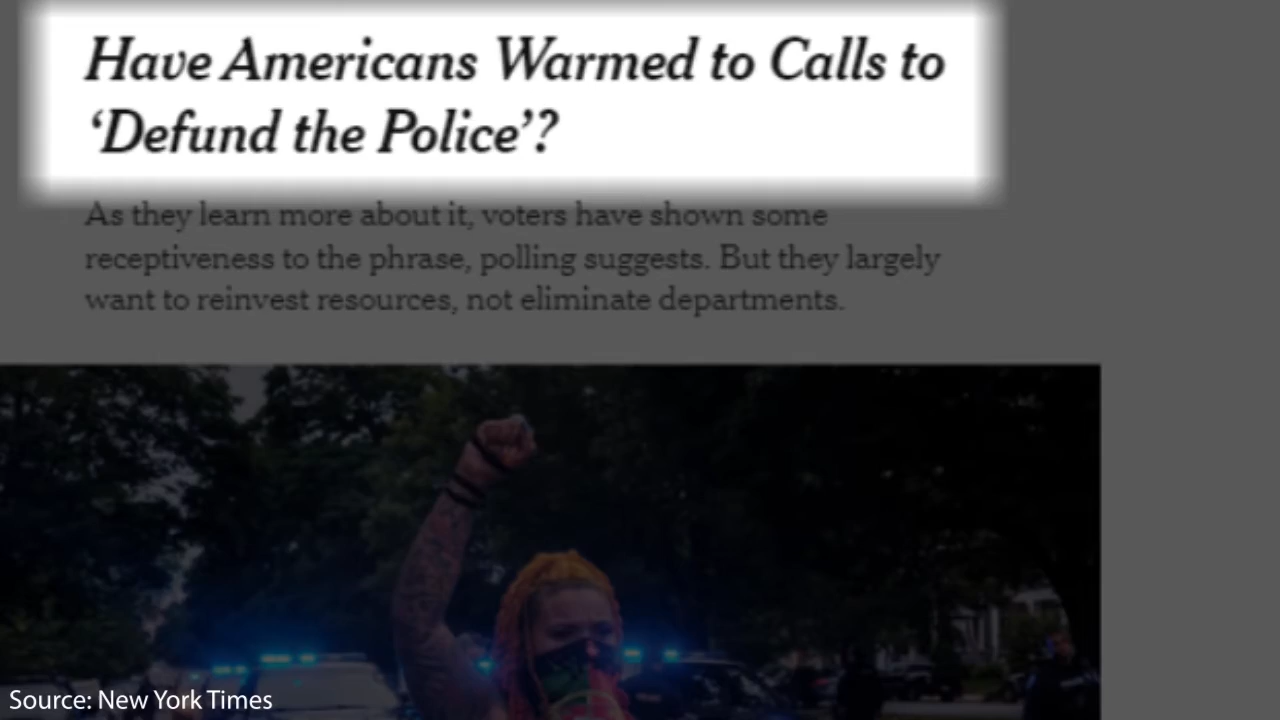 Have Americans Warmed to Calls to
‘Defund the Police’?
As they learn more about it, voters have shown some
receptiveness to the phrase, polling suggests. But they largely
want to reinvest resources, not eliminate departments.
Source: New York Times